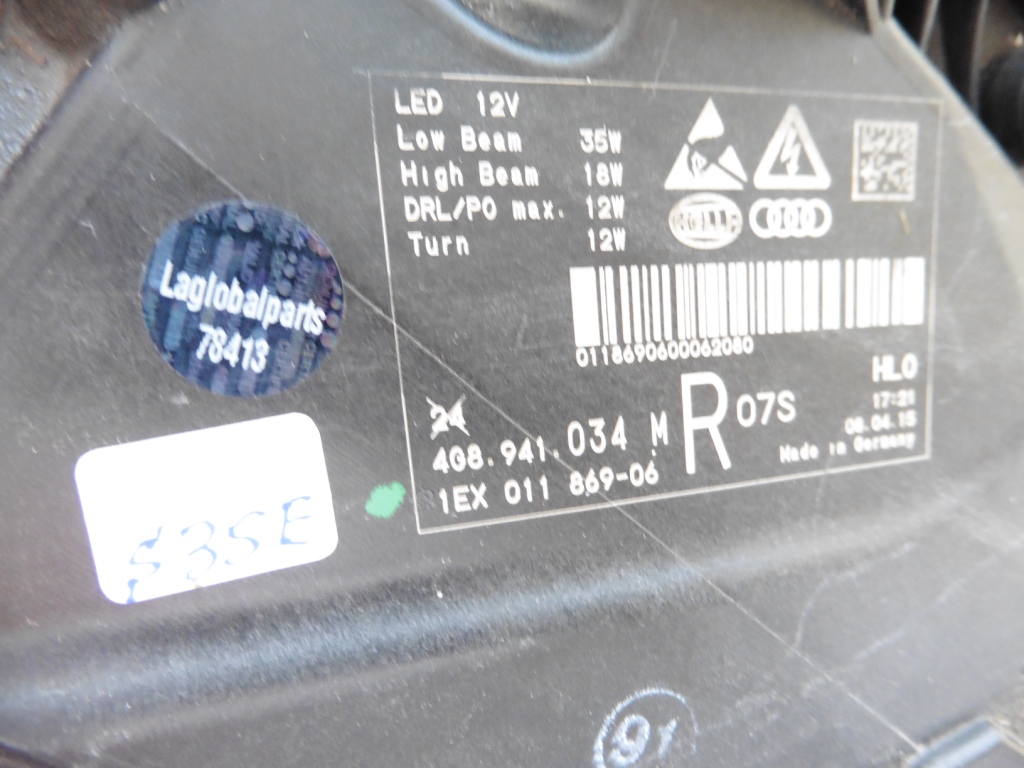 LED 12V
Low Beam 35W
High Beam 18W
DRL/PO max. 12W
Turn 12W
HELLA
0118690600062080
HLO
17:21
08.04.15
Made in Germany
24
4G8.941.034 M R 07S
1EX 011 869-06
Laglobalparts
78413
S35E
91